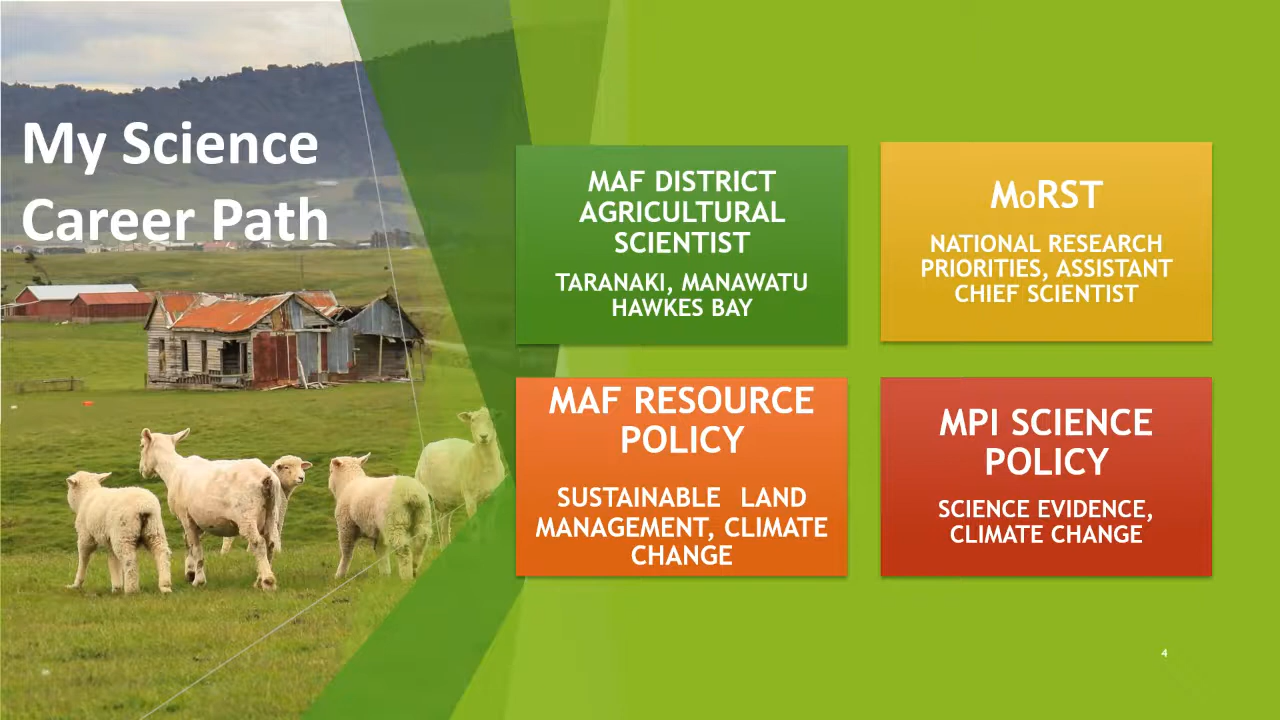 My Science
Career Path
MAF DISTRICT
AGRICULTURAL
SCIENTIST
TARANAKI, MANAWATU
HAWKES BAY
MoRST
NATIONAL RESEARCH
PRIORITIES, ASSISTANT
CHIEF SCIENTIST
MAF RESOURCE
POLICY
SUSTAINABLE LAND
MANAGEMENT, CLIMATE
CHANGE
MPI SCIENCE
POLICY
SCIENCE EVIDENCE,
CLIMATE CHANGE
4